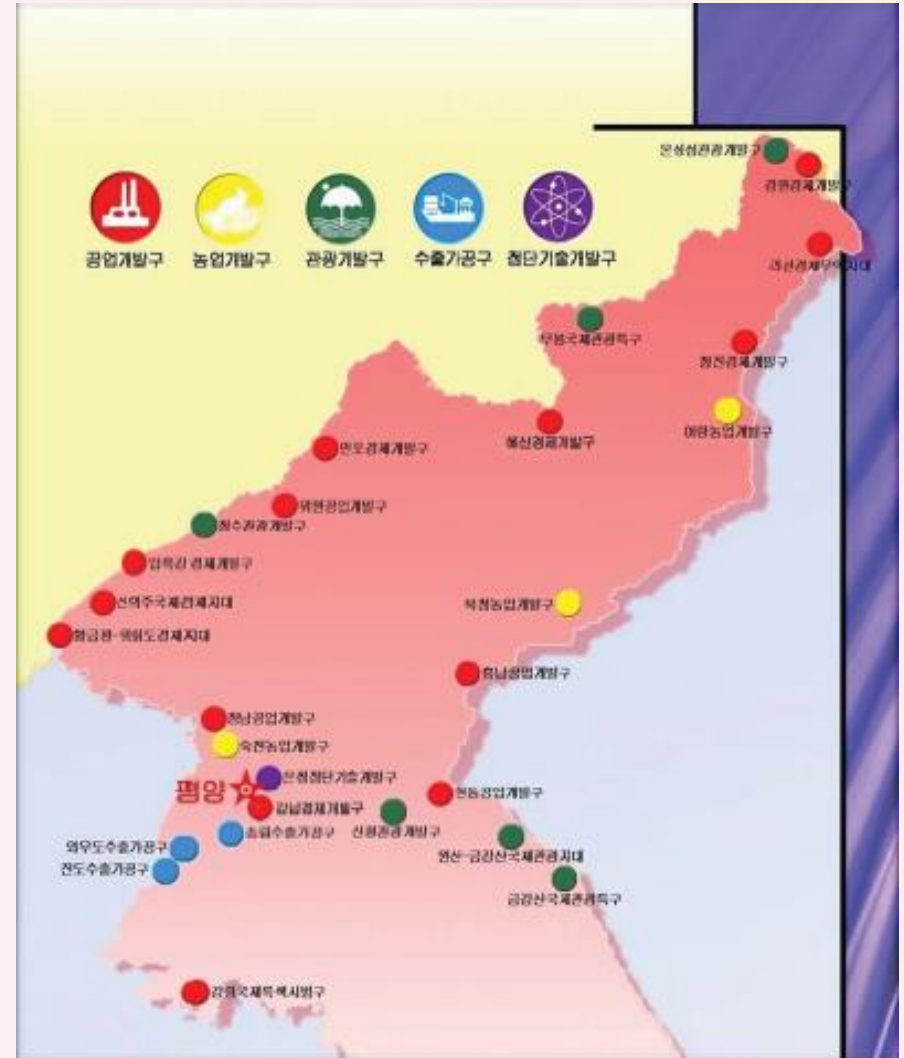 온성섬관광개발구
경원경제개발구
공업개발구 농업개발구 관광개발구 수출가공구 첨단기술개발구
라선경제무역지대
무봉국제관광특구
청진경제개발구
어랑농업개발구
혜산경제개발구
만포경제개발구
위원공업개발구
청수관광개발구
압록강 경제개발구
신의주국제경제지대
북청농업개발구
황금평-위화도경제지대
흥남공업개발구
청남공업개발구
숙천농업개발구
은정첨단기술개발구
평양
현동공업개발구
강남경제개발구
송림수출가공구
신평관광개발구
와우도수출가공구
원산-금강산국제관광지대
진도수출가공구
금강산국제관광특구
강령국제록색시범구